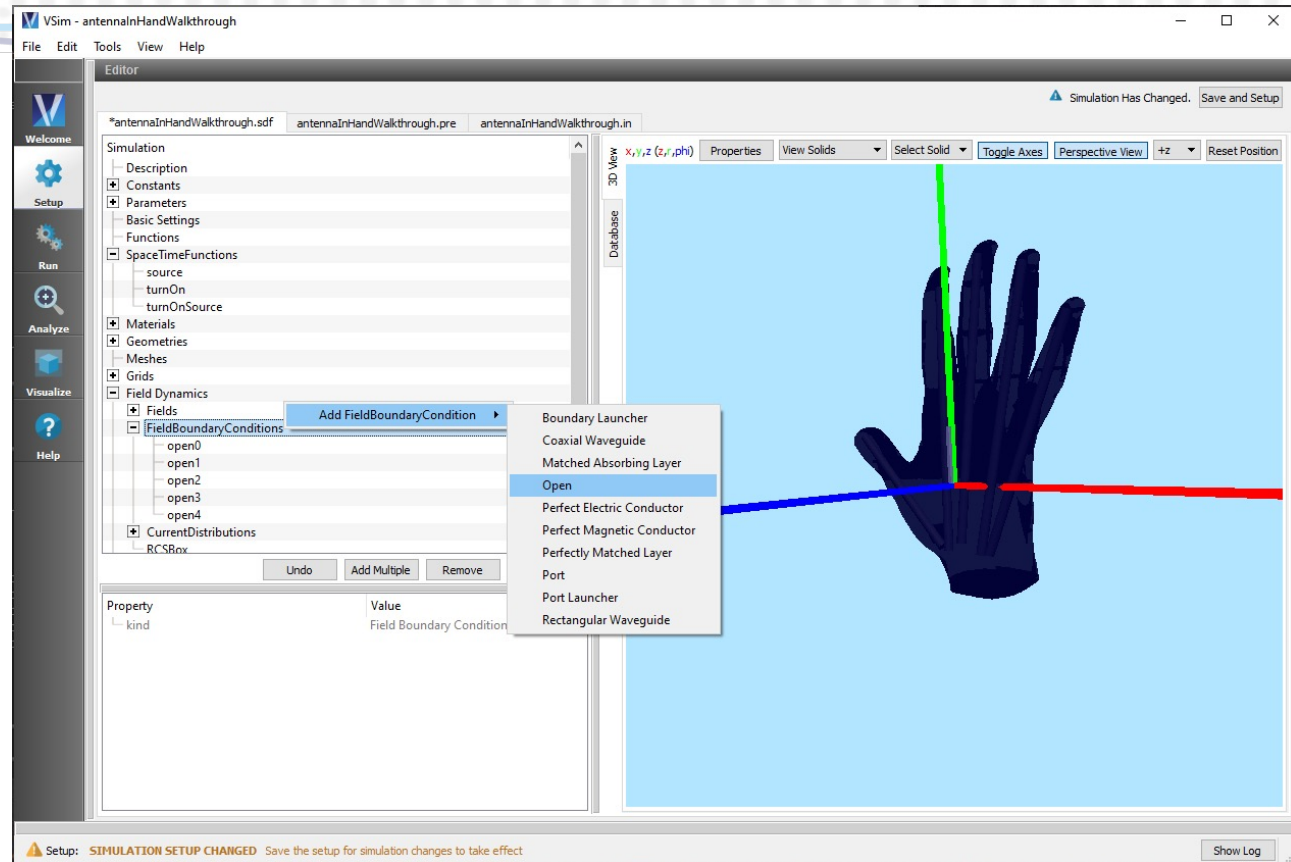 VSim - antennaInHandWalkthrough
File Edit Tools View Help
Editor
Simulation Has Changed. Save and Setup
*antennaInHandWalkthrough.sdf antennaInHandWalkthrough.pre antennaInHandWalkthrough.in
Welcome
Setup
Run
Analyze
Visualize
Help
Simulation
Description
Constants
Parameters
Basic Settings
Functions
SpaceTimeFunctions
source
turnOn
turnOnSource
Materials
Geometries
Meshes
Grids
Field Dynamics
Fields
FieldBoundaryConditions
open0
open1
open2
open3
open4
CurrentDistributions
RCSBox
Add FieldBoundaryCondition
Boundary Launcher
Coaxial Waveguide
Matched Absorbing Layer
Open
Perfect Electric Conductor
Perfect Magnetic Conductor
Perfectly Matched Layer
Port
Port Launcher
Rectangular Waveguide
Undo Add Multiple Remove
Property Value
kind Field Boundary Condition
3D View
Database
x,y,z (z,r,phi) Properties View Solids Select Solid Toggle Axes Perspective View +z Reset Position
Setup: SIMULATION SETUP CHANGED Save the setup for simulation changes to take effect
Show Log